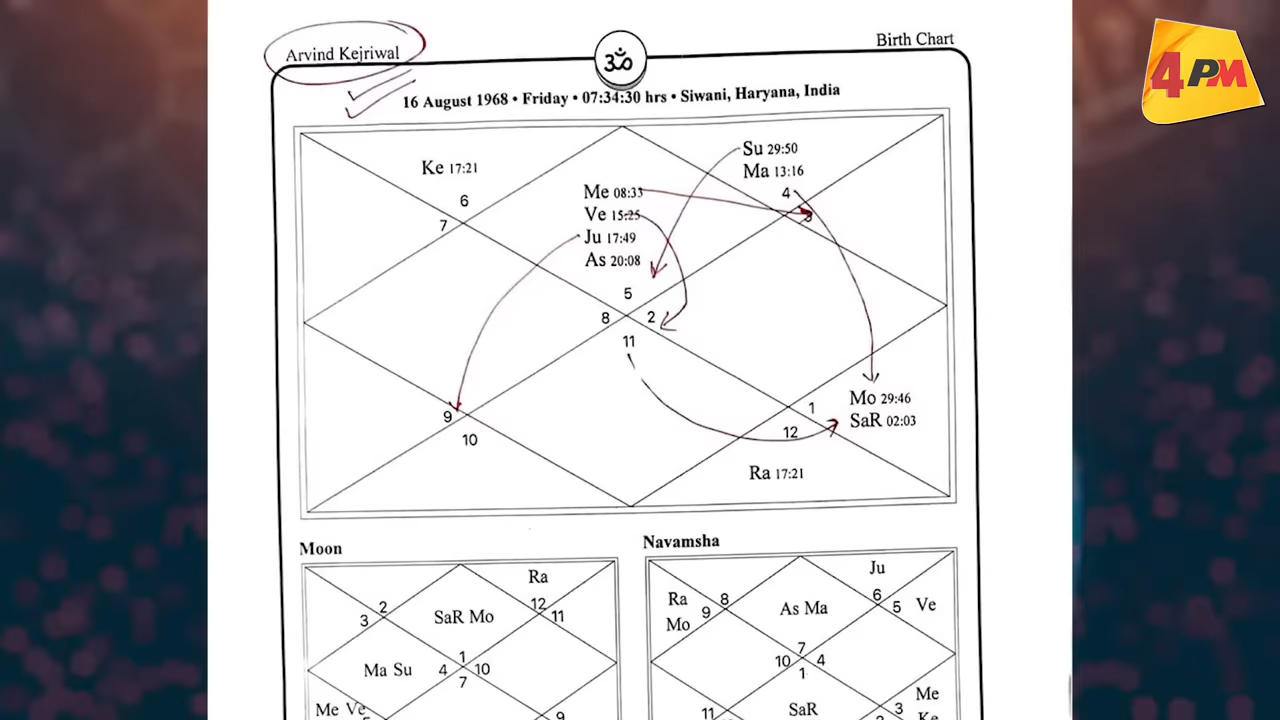 Arvind Kejriwal
ॐ
Birth Chart
4PM
16 August 1968 • Friday • 07:34:30 hrs • Siwani, Haryana, India
Ke 17:21
6
7
Me 08:33
Ve 15:25
Ju 17:49
As 20:08
Su 29:50
Ma 13:16
4
3
5
8
2
11
9
10
1
12
Mo 29:46
SaR 02:03
Ra 17:21
Moon
Ra
2
3
SaR Mo
12
11
Ma Su
4
1
10
7
Me Ve
9
Navamsha
Ju
Ra
Mo
9
8
As Ma
6
5
Ve
7
10
4
1
11
SaR
3
Me
Ke